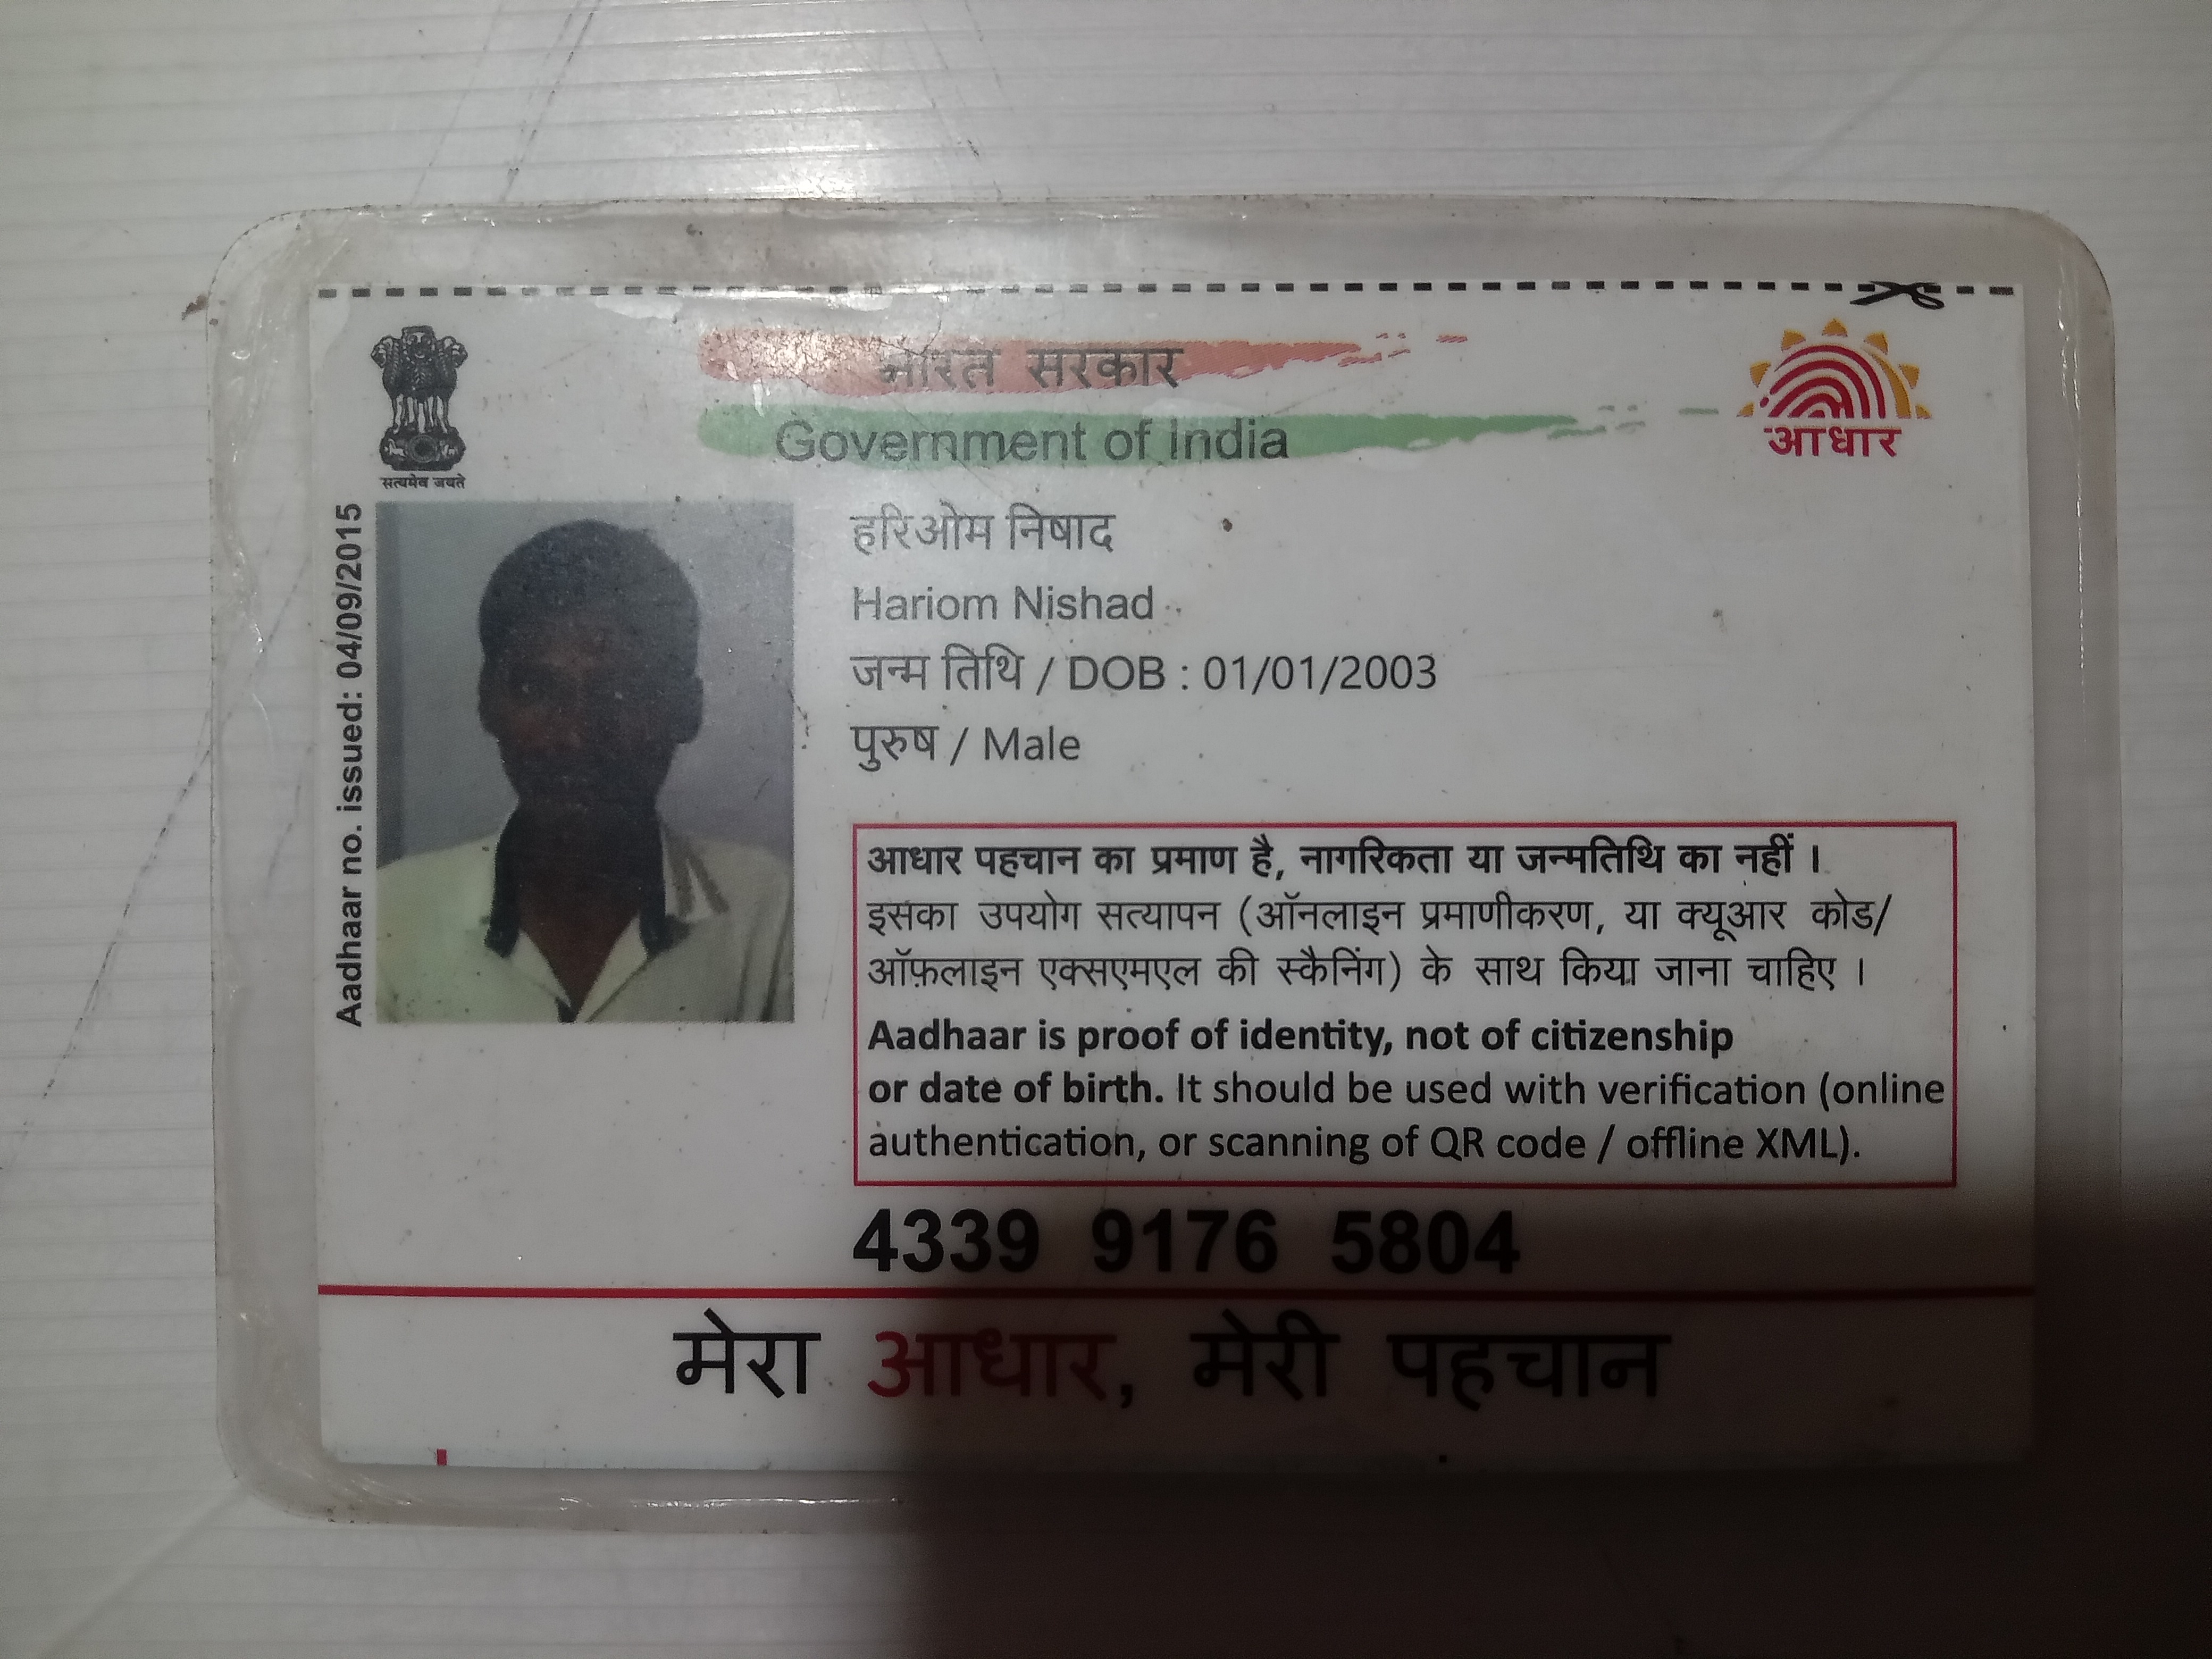 भारत सरकार
Government of India
आधार
सत्यमेव जयते
Aadhaar no. issued: 04/09/2015
हरिओम निषाद
Hariom Nishad
जन्म तिथि / DOB : 01/01/2003
पुरुष / Male
आधार पहचान का प्रमाण है, नागरिकता या जन्मतिथि का नहीं ।
इसका उपयोग सत्यापन (ऑनलाइन प्रमाणीकरण, या क्यूआर कोड/
ऑफ़लाइन एक्सएमएल की स्कैनिंग) के साथ किया जाना चाहिए ।
Aadhaar is proof of identity, not of citizenship
or date of birth. It should be used with verification (online
authentication, or scanning of QR code / offline XML).
4339 9176 5804
मेरा आधार, मेरी पहचान